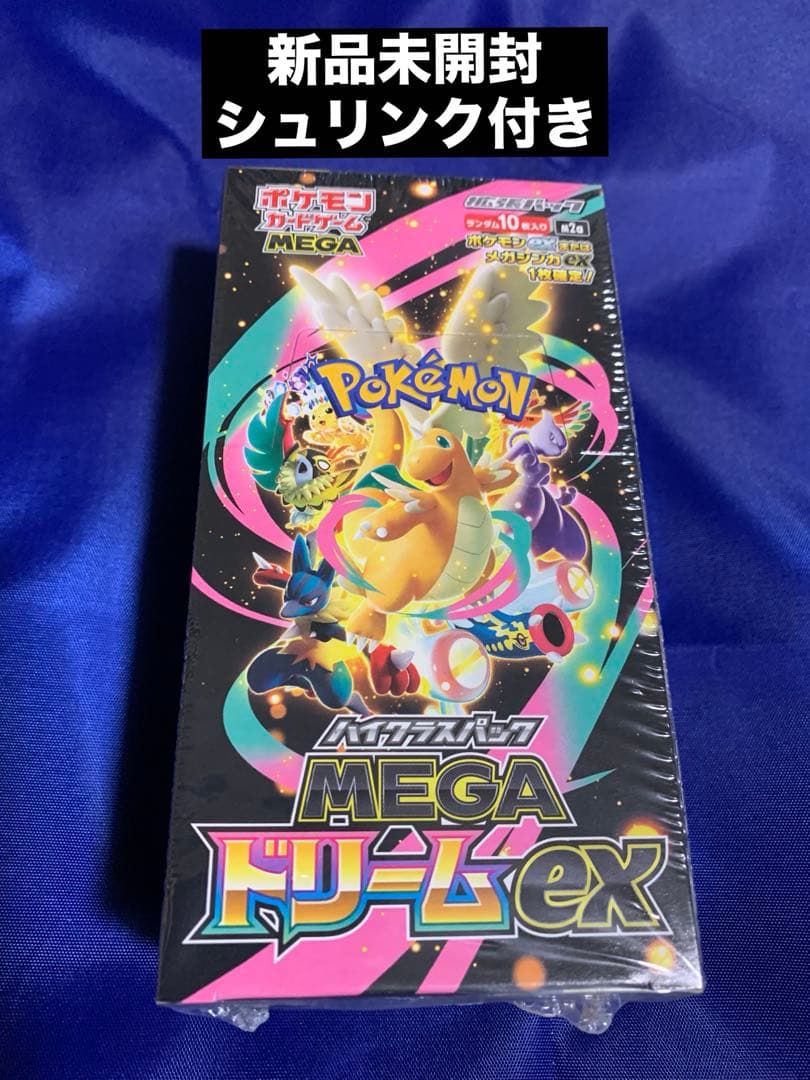 新品未開封
シュリンク付き
ポケモン
カードゲーム
MEGA
拡張パック
ランダム10枚入り
M2a
ポケモンexまたは
メガシンカex
1枚確定!
POKÉMON
ハイクラスパック
MEGA
ドリームex